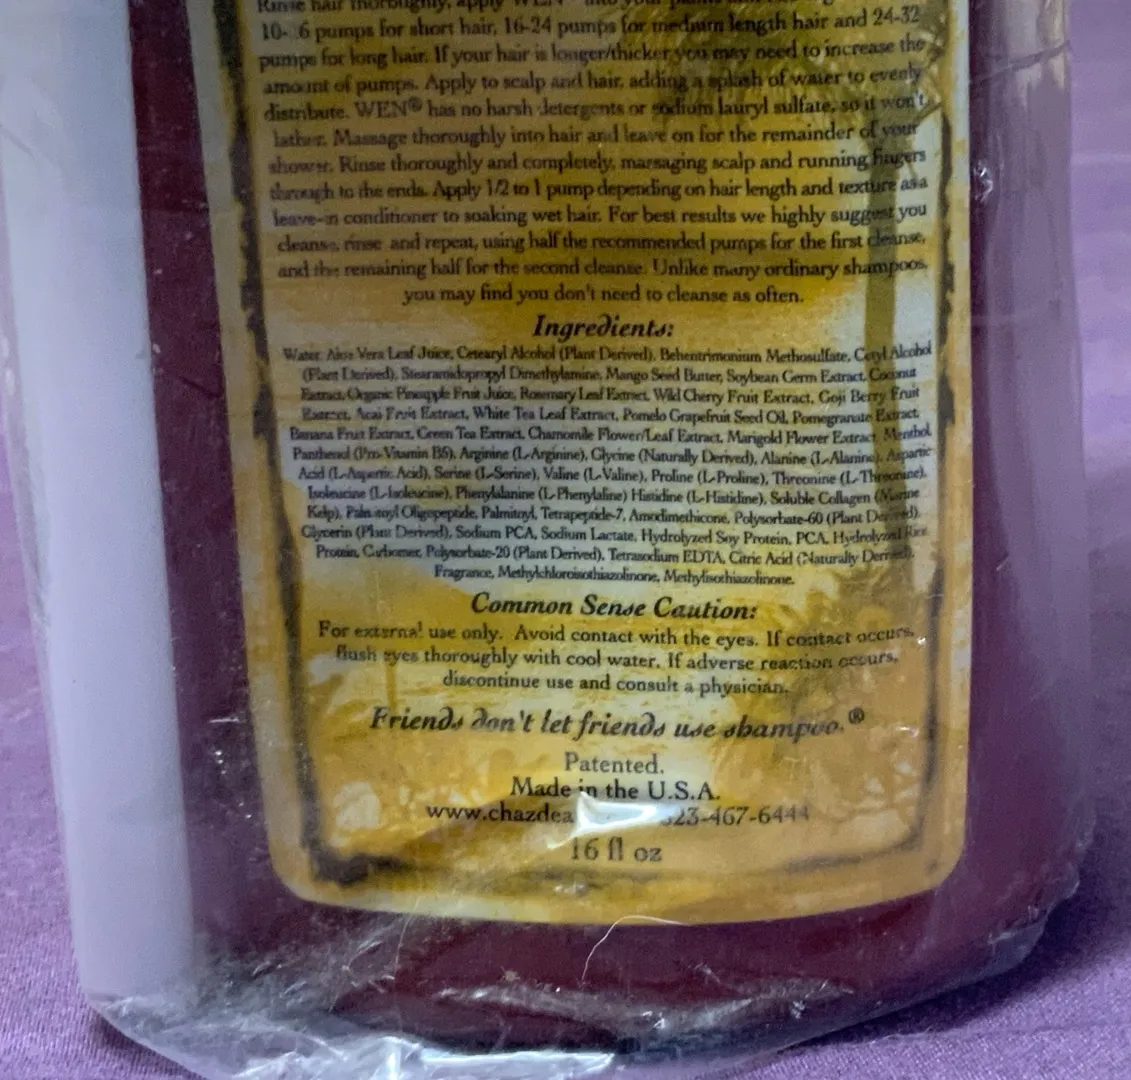 Rinse hair thoroughly, apply WEN® into your palms
10- 6 pumps for short hair, 16-24 pumps for medium length hair and 24-32
pumps for long hair. If your hair is longer/thicker you may need to increase the
amount of pumps. Apply to scalp and hair, adding a splash of water to evenly
distribute. WEN® has no harsh detergents or sodium lauryl sulfate, so it won't
lather. Massage thoroughly into hair and leave on for the remainder of your
shower. Rinse thoroughly and completely, massaging scalp and running fingers
through to the ends. Apply 1/2 to 1 pump depending on hair length and texture as a
leave-in conditioner to soaking wet hair. For best results we highly suggest you
cleanse, rinse and repeat, using half the recommended pumps for the first cleanse,
and the remaining half for the second cleanse. Unlike many ordinary shampoos,
you may find you don't need to cleanse as often.
Ingredients:
Water, Aloe Vera Leaf Juice, Cetearyl Alcohol (Plant Derived), Behentrimonium Methosulfate, Cetyl Alcohol
(Plant Derived), Stearamidopropyl Dimethylamine, Mango Seed Butter, Soybean Germ Extract, Coconut
Extract, Organic Pineapple Fruit Juice, Rosemary Leaf Extract, Wild Cherry Fruit Extract, Goji Berry Fruit
Extract, Acai Fruit Extract, White Tea Leaf Extract, Pomelo Grapefruit Seed Oil, Pomegranate Extract,
Banana Fruit Extract, Green Tea Extract, Chamomile Flower/Leaf Extract, Marigold Flower Extract, Menthol,
Panthenol (Pro-Vitamin B5), Arginine (L-Arginine), Glycine (Naturally Derived), Alanine (L-Alanine), Aspartic
Acid (L-Aspartic Acid), Serine (L-Serine), Valine (L-Valine), Proline (L-Proline), Threonine (L-Threonine),
Isoleucine (L-Isoleucine), Phenylalanine (L-Phenylaline) Histidine (L-Histidine), Soluble Collagen (Marine
Kelp), Palmitoyl Oligopeptide, Palmitoyl, Tetrapeptide-7, Amodimethicone, Polysorbate-60 (Plant Derived),
Glycerin (Plant Derived), Sodium PCA, Sodium Lactate, Hydrolyzed Soy Protein, PCA, Hydrolyzed Rice
Protein, Carbomer, Polysorbate-20 (Plant Derived), Tetrasodium EDTA, Citric Acid (Naturally Derived),
Fragrance, Methylchloroisothiazolinone, Methylisothiazolinone.
Common Sense Caution:
For external use only. Avoid contact with the eyes. If contact occurs,
flush eyes thoroughly with cool water. If adverse reaction occurs,
discontinue use and consult a physician.
Friends don't let friends use shampoo.®
Patented.
Made in the U.S.A.
www.chazdea 323-467-6444
16 fl oz